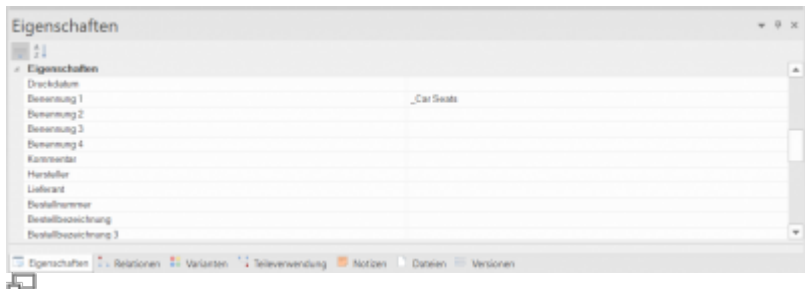 Eigenschaften
Eigenschaften
Druckdatum
Benennung 1 _Car Seats
Benennung 2
Benennung 3
Benennung 4
Kommentar
Hersteller
Lieferant
Bestellnummer
Bestellbezeichnung
Bestellbezeichnung 3
Eigenschaften Relationen Varianten Teileverwendung Notizen Dateien Versionen